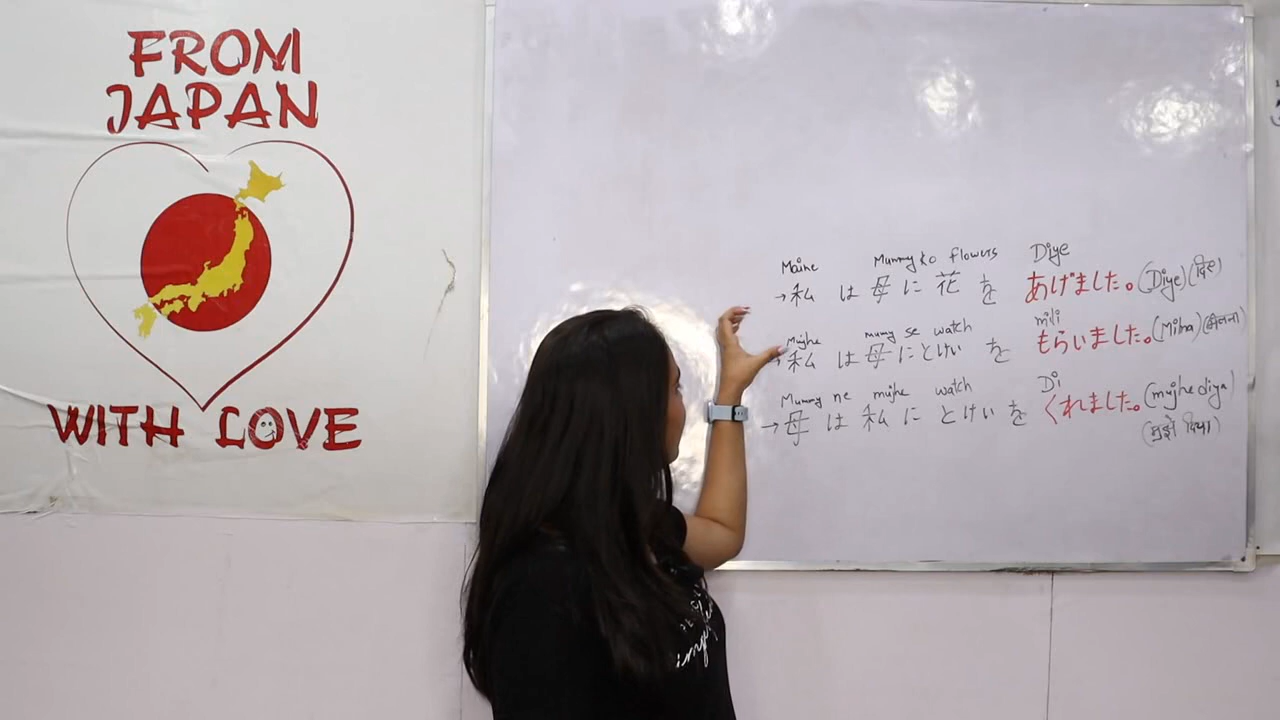 FROM
JAPAN
WITH LOVE
Maine Mummy ko flowers Diye
→私 は 母 に 花 を あげました。(Diye) (दिए)
Mujhe mumy se watch mili
→私 は 母 に とけい を もらいました。(Milna) (मिलना)
Mummy ne mujhe watch Di
→母 は 私 に とけい を くれました。(mujhe diya)
(मुझे दिया)